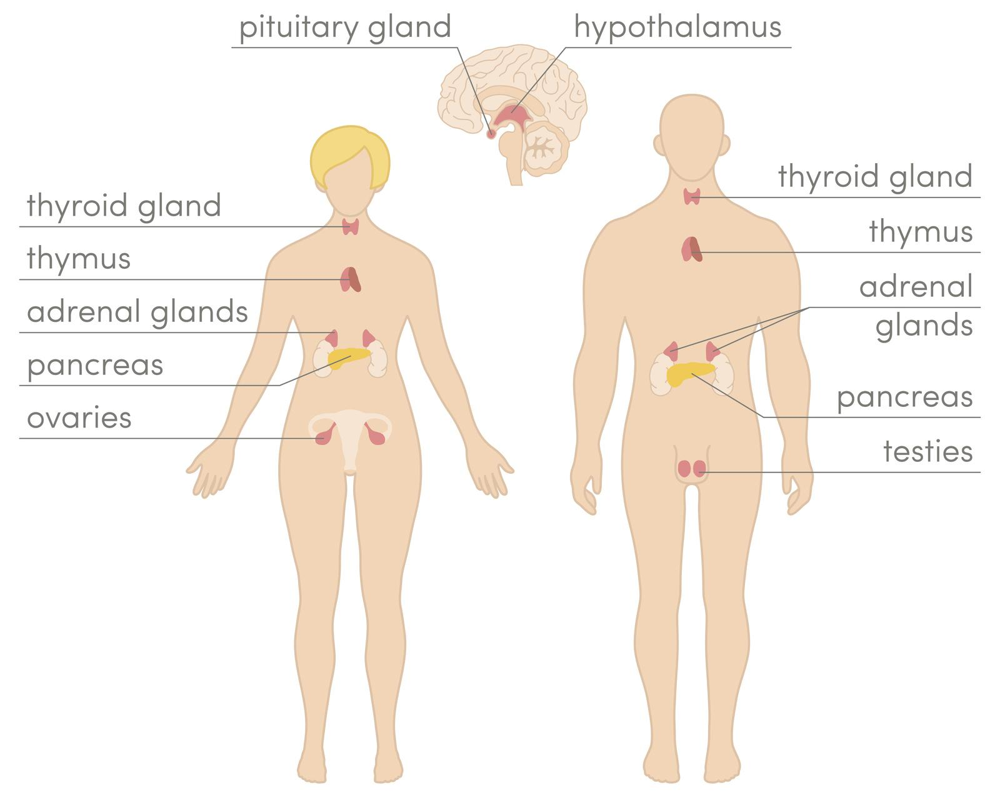 pituitary gland
hypothalamus
thyroid gland
thymus
adrenal glands
pancreas
ovaries
thyroid gland
thymus
adrenal
glands
pancreas
testies